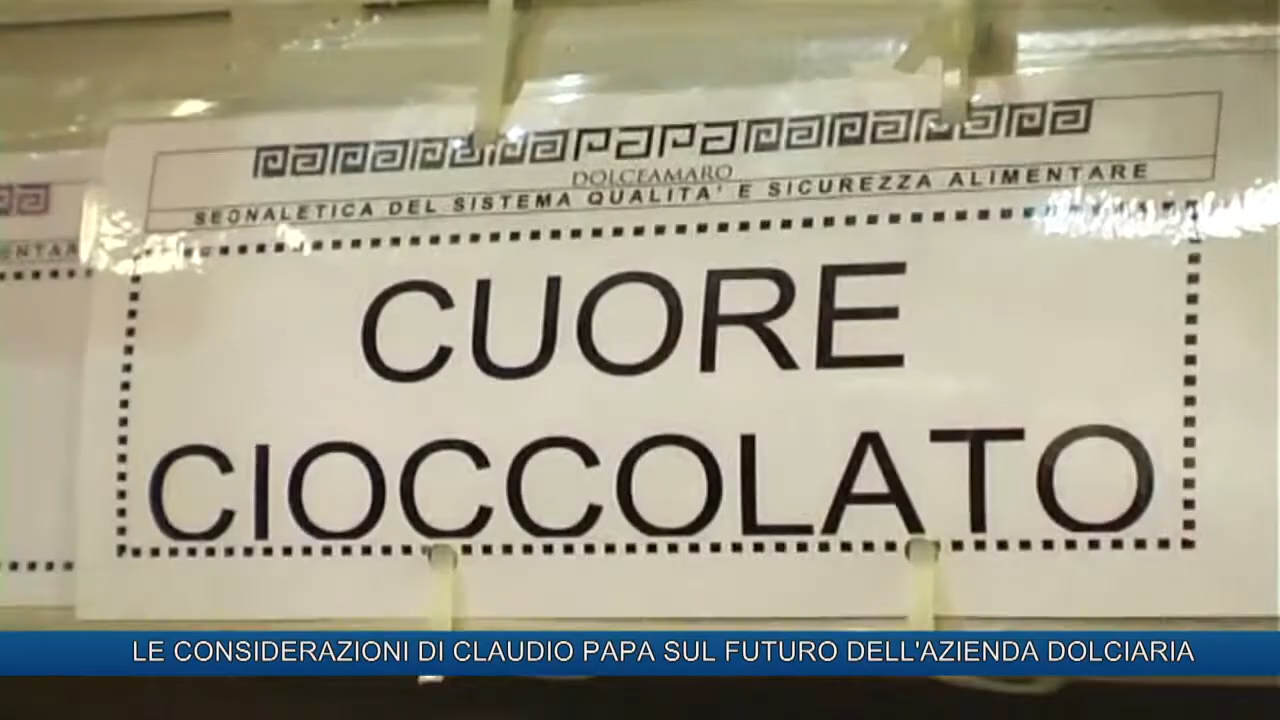 papapapapapapaPAPApapapapapapapa
DOLCEAMARO
SEGNALETICA DEL SISTEMA QUALITA' E SICUREZZA ALIMENTARE
CUORE
CIOCCOLATO
LE CONSIDERAZIONI DI CLAUDIO PAPA SUL FUTURO DELL'AZIENDA DOLCIARIA